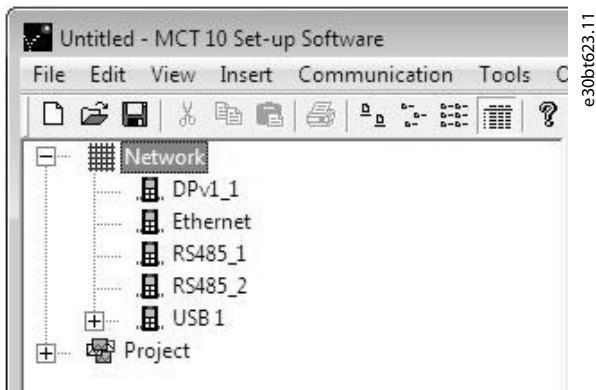 Untitled - MCT 10 Set-up Software
File Edit View Insert Communication Tools O
Network
DPv1_1
Ethernet
RS485_1
RS485_2
USB 1
Project
e30bt623.11